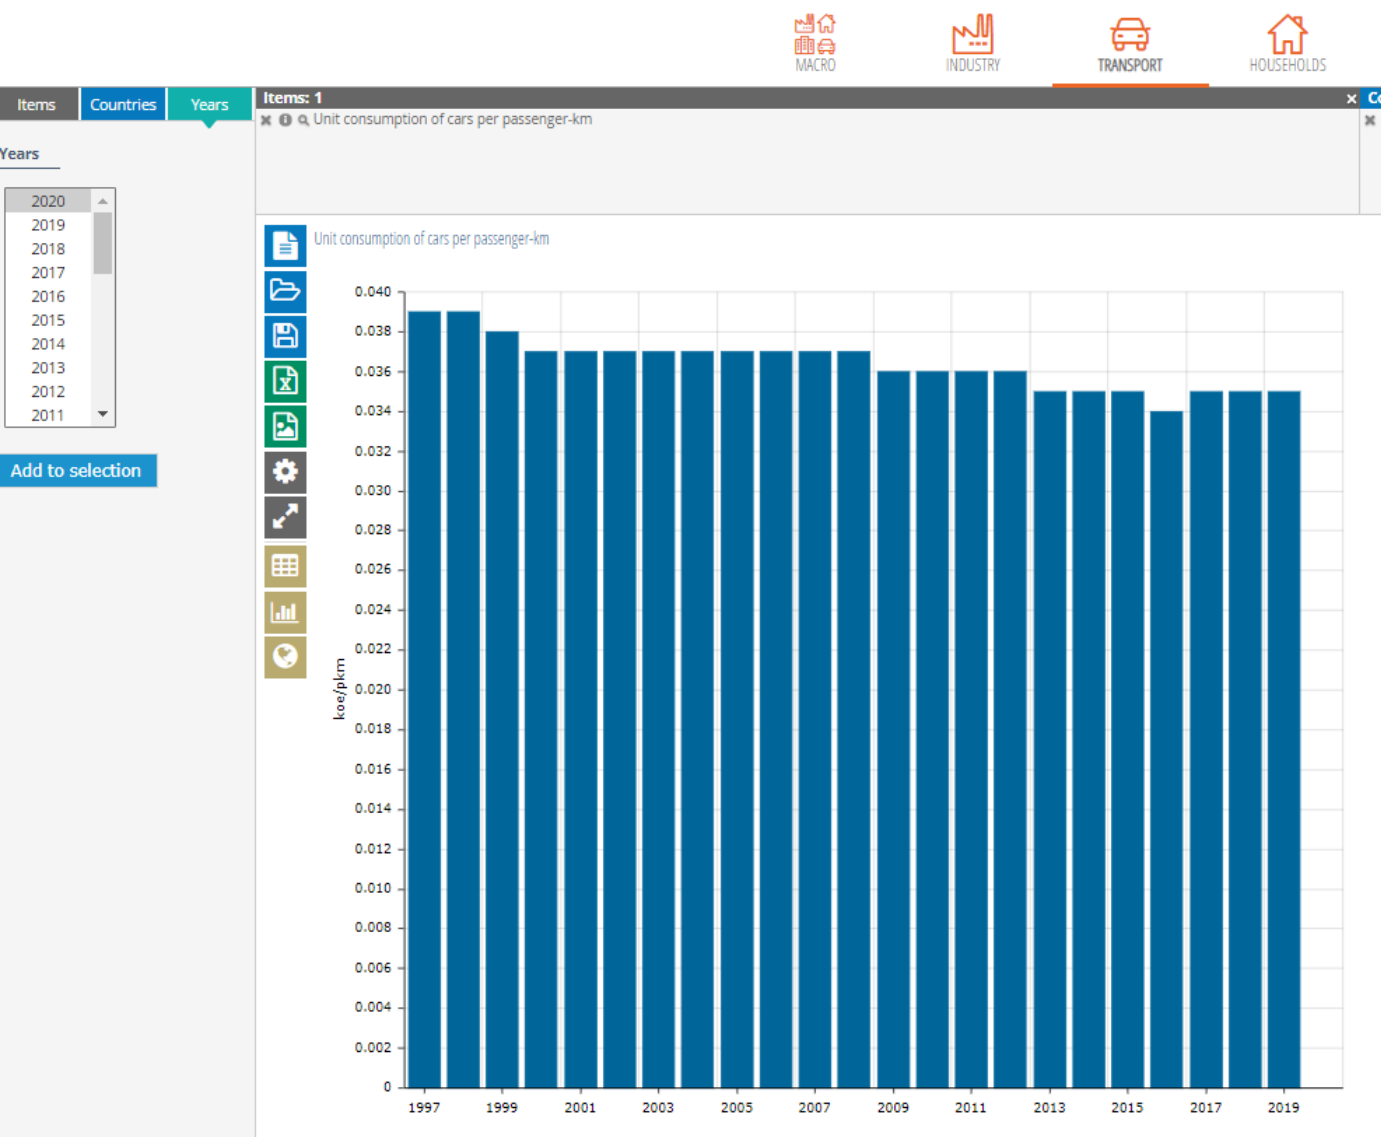 MACRO
INDUSTRY
TRANSPORT
HOUSEHOLDS
Items
Countries
Years
Items: 1
Co
Unit consumption of cars per passenger-km
Years
2020
2019
2018
2017
2016
2015
2014
2013
2012
2011
Add to selection
Unit consumption of cars per passenger-km
0.040
0.038
0.036
0.034
0.032
0.030
0.028
0.026
0.024
0.022
0.020
0.018
0.016
0.014
0.012
0.010
0.008
0.006
0.004
0.002
0
koe/pkm
1997 1999 2001 2003 2005 2007 2009 2011 2013 2015 2017 2019